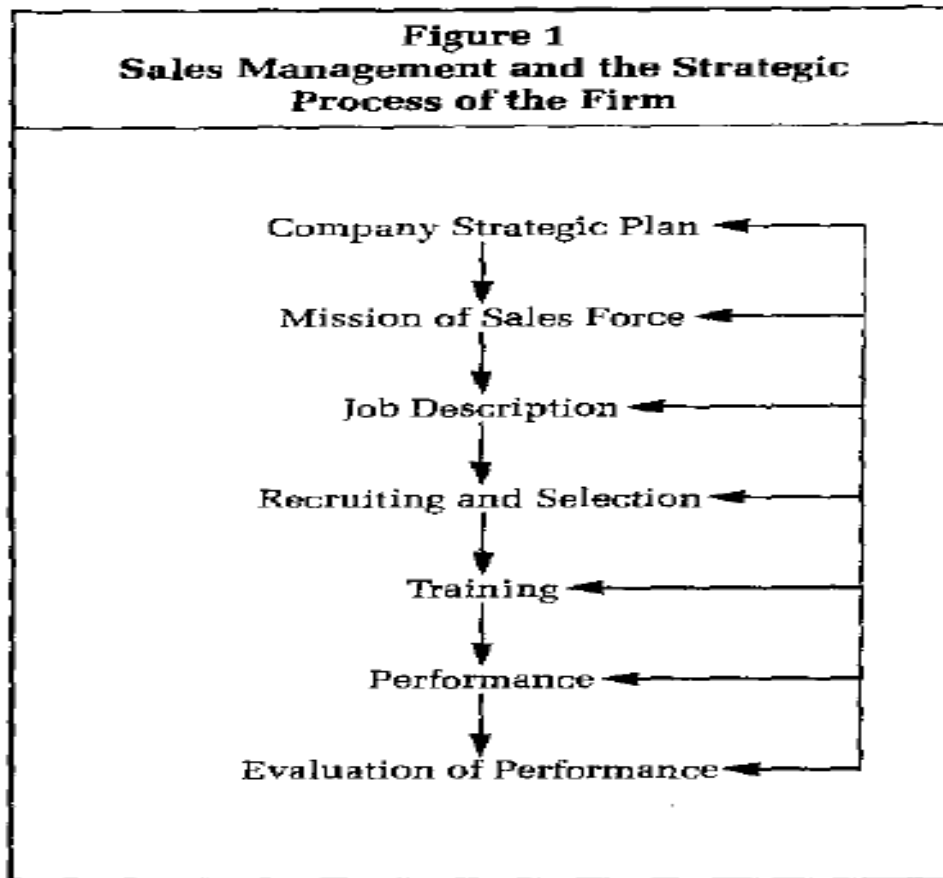 Figure 1
Sales Management and the Strategic
Process of the Firm
Company Strategic Plan
Mission of Sales Force
Job Description
Recruiting and Selection
Training
Performance
Evaluation of Performance